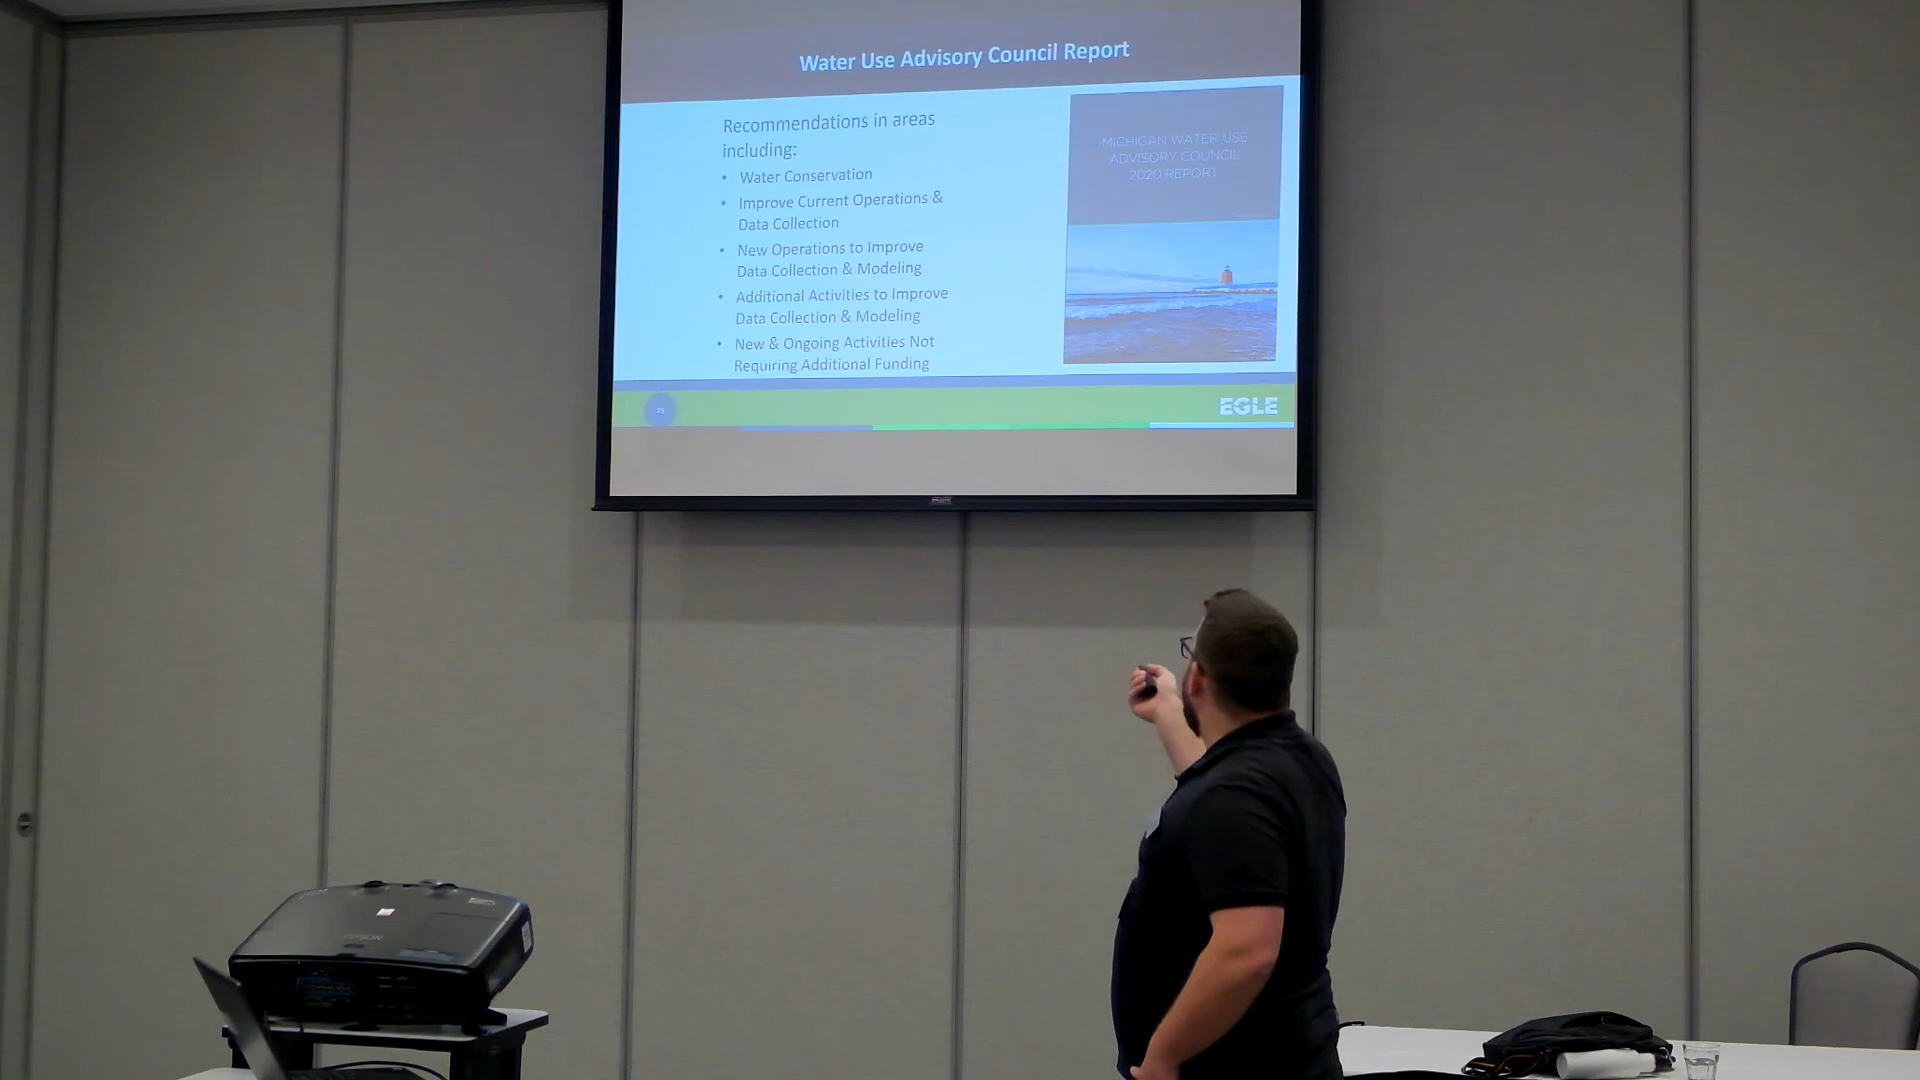 Water Use Advisory Council Report
Recommendations in areas
including:
• Water Conservation
• Improve Current Operations &
Data Collection
• New Operations to Improve
Data Collection & Modeling
• Additional Activities to Improve
Data Collection & Modeling
• New & Ongoing Activities Not
Requiring Additional Funding
MICHIGAN WATER USE
ADVISORY COUNCIL
2020 REPORT
25
EGLE
EPSON